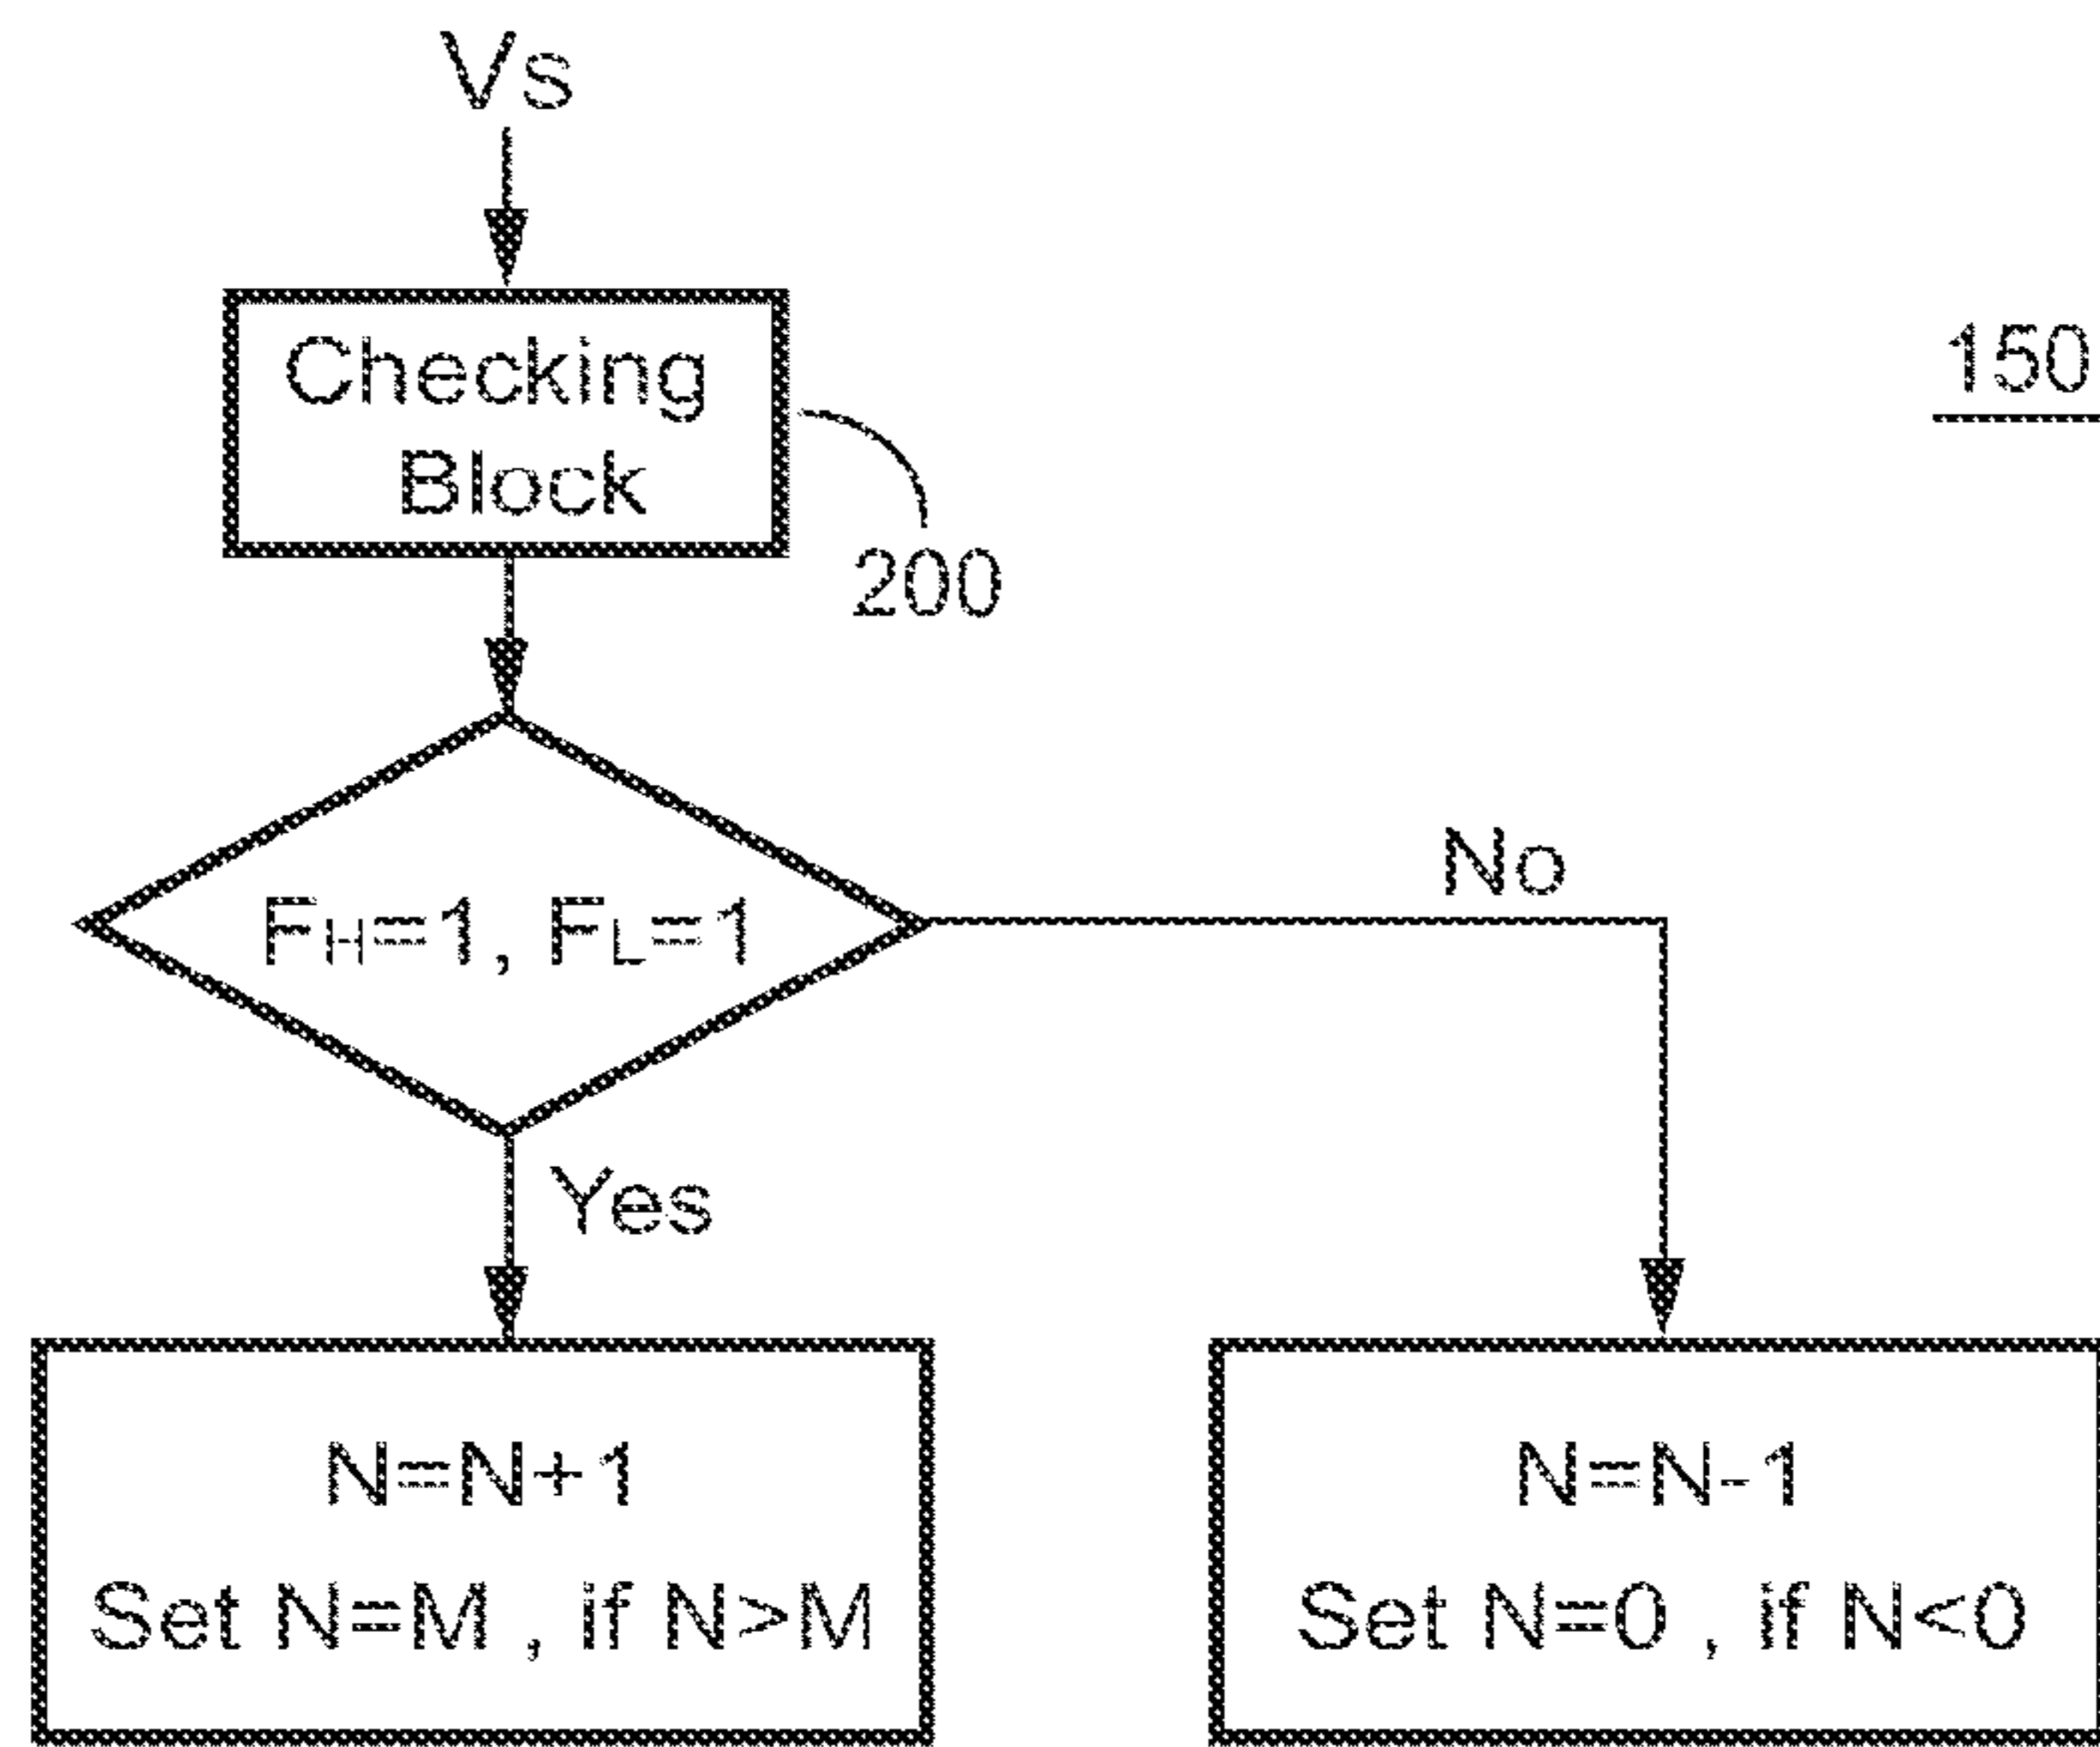 Vs
Checking
Block
150
200
FH=1, FL=1
No
Yes
N=N+1
Set N=M , if N>M
N=N-1
Set N=0 , if N<0